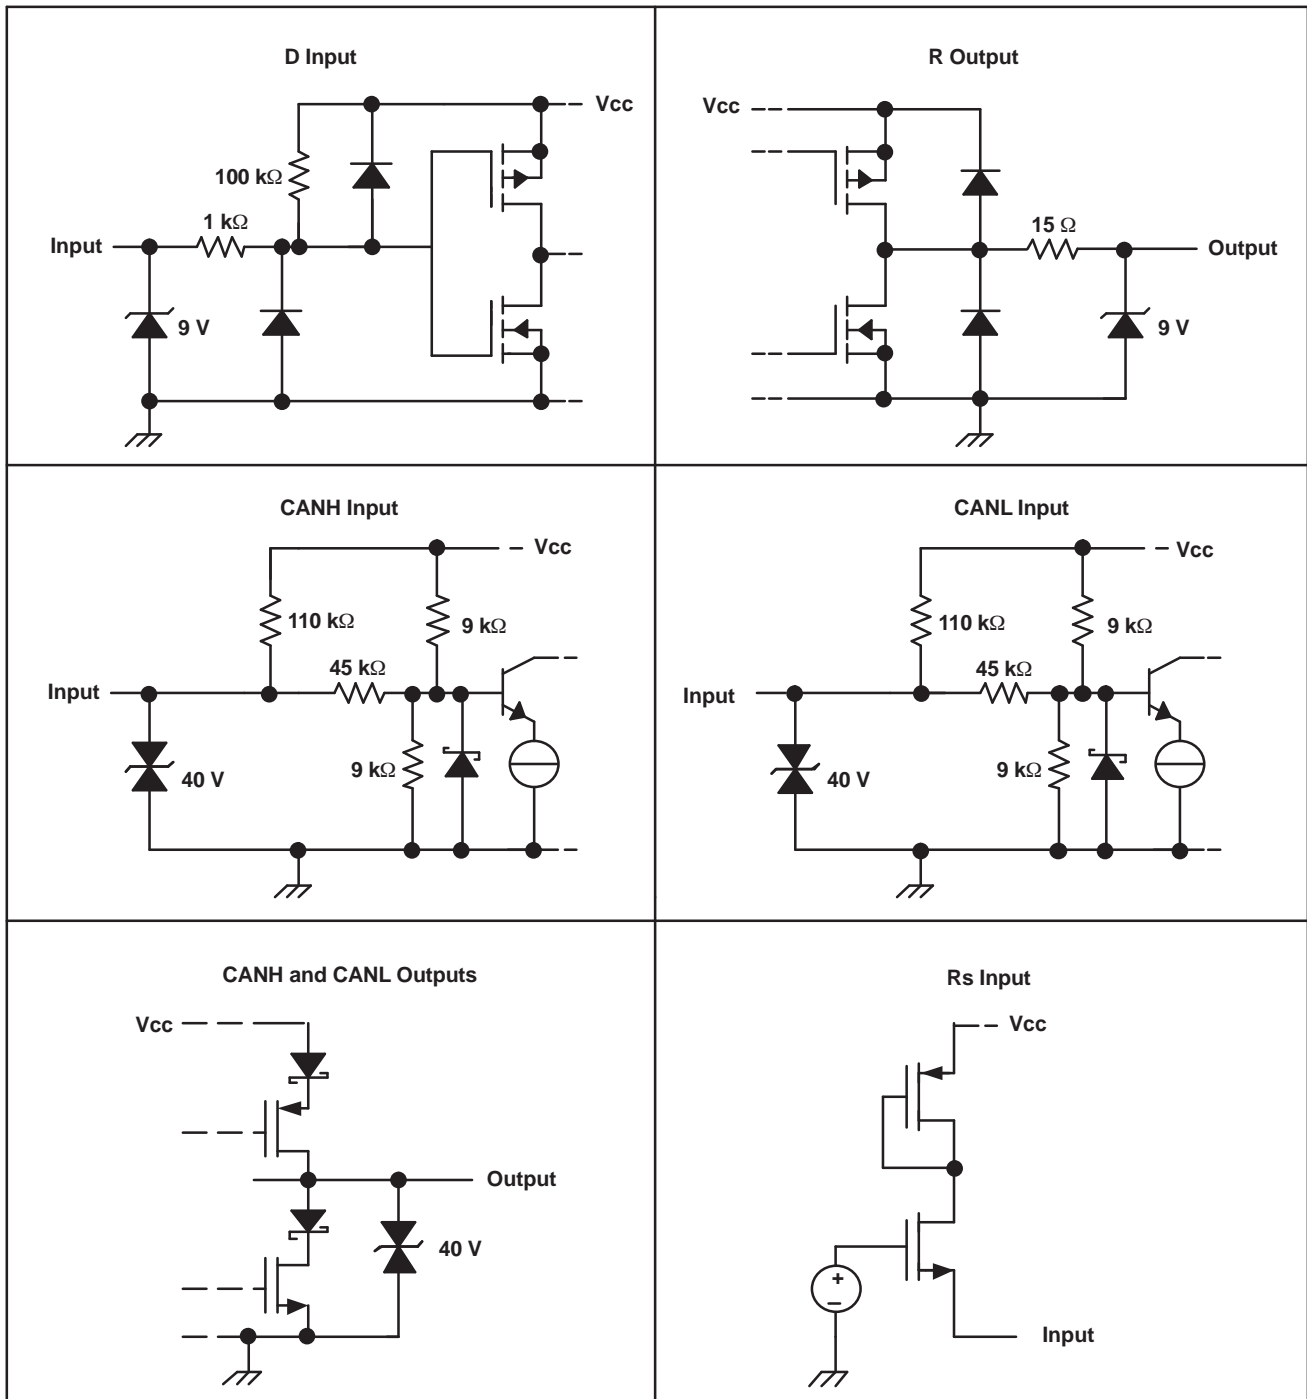 D Input
Vcc
100 kΩ
1 kΩ
Input
9 V
R Output
Vcc
15 Ω
Output
9 V
CANH Input
Vcc
110 kΩ
9 kΩ
45 kΩ
Input
9 kΩ
40 V
CANL Input
Vcc
110 kΩ
9 kΩ
45 kΩ
Input
9 kΩ
40 V
CANH and CANL Outputs
Vcc
Output
40 V
Rs Input
Vcc
+
−
Input